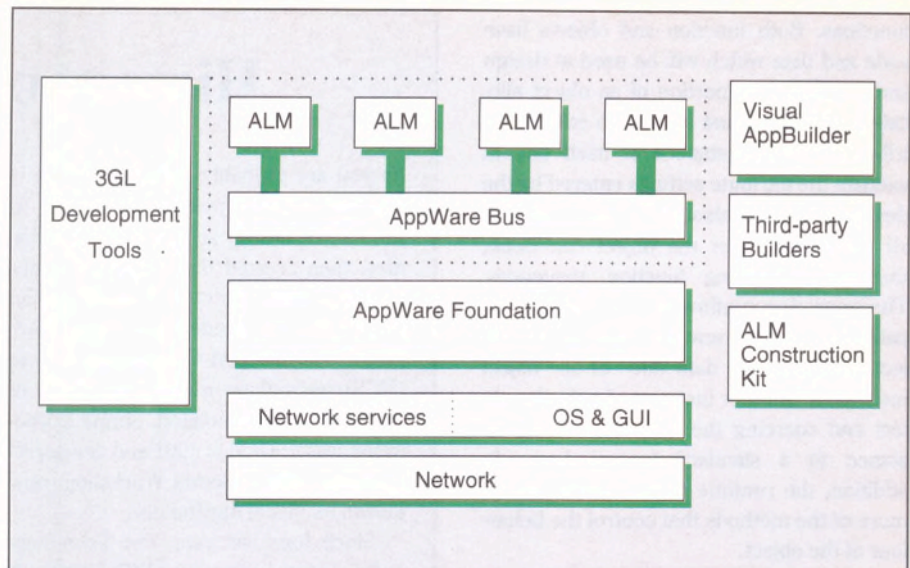 3GL
Development
Tools
ALM
ALM
ALM
ALM
AppWare Bus
AppWare Foundation
Network services
OS & GUI
Network
Visual
AppBuilder
Third-party
Builders
ALM
Construction
Kit